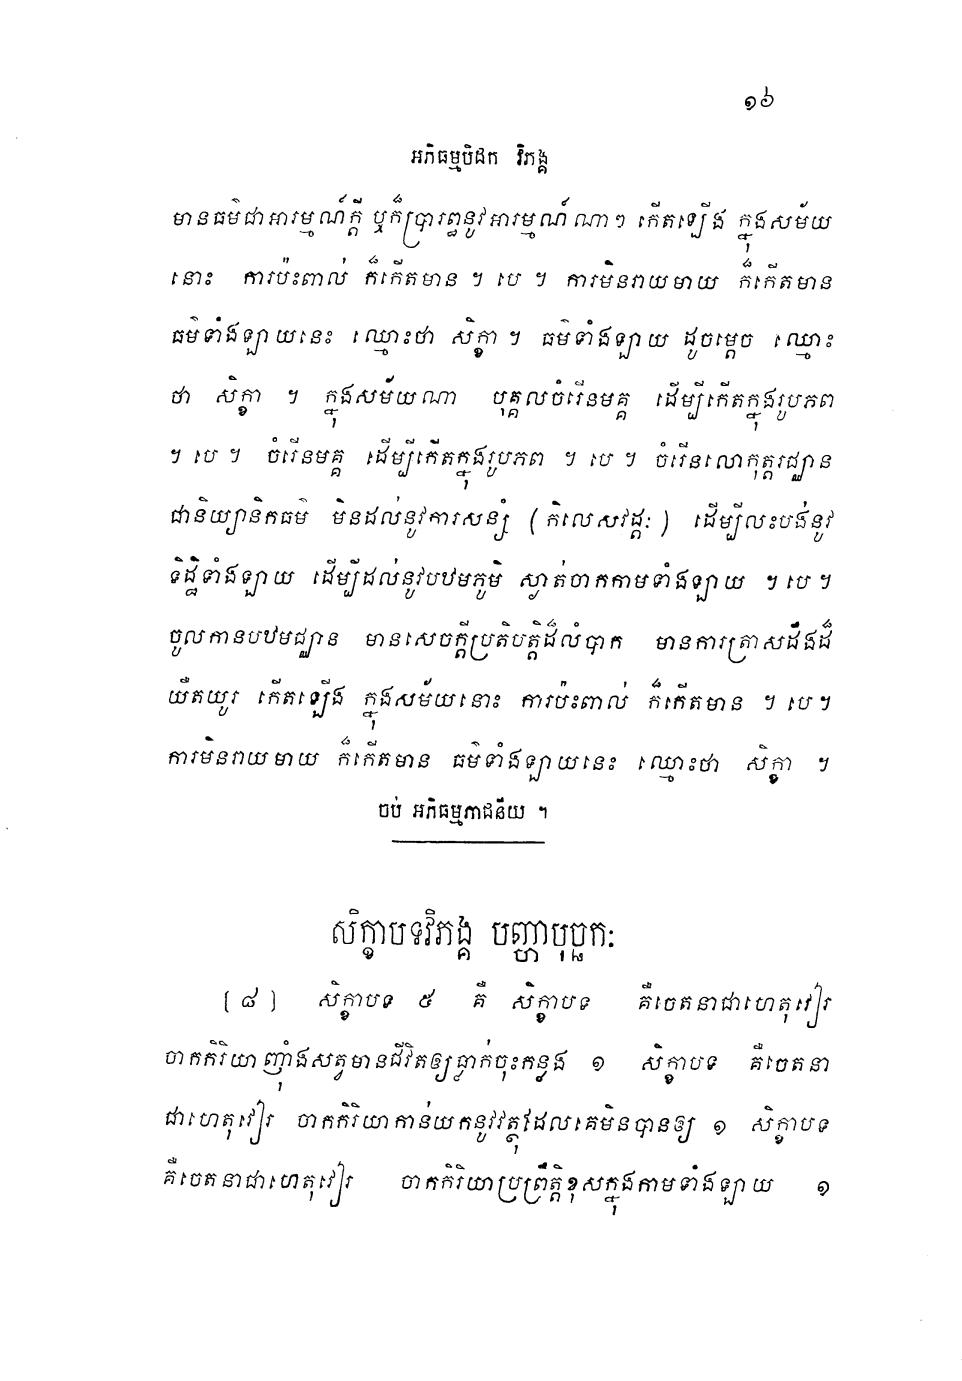 ១៦
អភិធម្មបិដក វិភង្គ
មានធម៌ជាអារម្មណ៍ក្តី ឬក៏ប្រារព្ធនូវអារម្មណ៍ណាៗ កើតឡើង ក្នុងសម័យ
នោះ ការប៉ះពាល់ ក៏កើតមាន ។ បេ ។ ការមិនរាយមាយ ក៏កើតមាន
ធម៌ទាំងឡាយនេះ ឈ្មោះថា សិក្ខា ។ ធម៌ទាំងឡាយ ដូចម្តេច ឈ្មោះ
ថា សិក្ខា ។ ក្នុងសម័យណា បុគ្គលចំរើនមគ្គ ដើម្បីកើតក្នុងរូបភព
។ បេ ។ ចំរើនមគ្គ ដើម្បីកើតក្នុងរូបភព ។ បេ ។ ចំរើនលោកុត្តរជ្ឈាន
ជានិយ្យានិកធម៌ មិនដល់នូវការសន្សំ (កិលេសវដ្តៈ) ដើម្បីលះបង់នូវ
ទិដ្ឋិទាំងឡាយ ដើម្បីដល់នូវបឋមភូមិ ស្ងាត់ចាកកាមទាំងឡាយ ។ បេ ។
ចូលកានបឋមជ្ឈាន មានសេចក្តីប្រតិបត្តិដ៏លំបាក មានការត្រាសដឹងដ៏
យឺតយូរ កើតឡើង ក្នុងសម័យនោះ ការប៉ះពាល់ ក៏កើតមាន ។ បេ ។
ការមិនរាយមាយ ក៏កើតមាន ធម៌ទាំងឡាយនេះ ឈ្មោះថា សិក្ខា ។
ចប់ អភិធម្មភាជនីយ ។
សិក្ខាបទវិភង្គ បញ្ហាបុច្ឆកៈ
[៨] សិក្ខាបទ ៥ គឺ សិក្ខាបទ គឺចេតនាជាហេតុវៀរ
ចាកកិរិយាញ៉ាំងសត្វមានជីវិតឲ្យធ្លាក់ចុះកន្លង ១ សិក្ខាបទ គឺចេតនា
ជាហេតុវៀរ ចាកកិរិយាកាន់យកនូវវត្ថុដែលគេមិនបានឲ្យ ១ សិក្ខាបទ
គឺចេតនាជាហេតុវៀរ ចាកកិរិយាប្រព្រឹត្តិខុសក្នុងកាមទាំងឡាយ ១